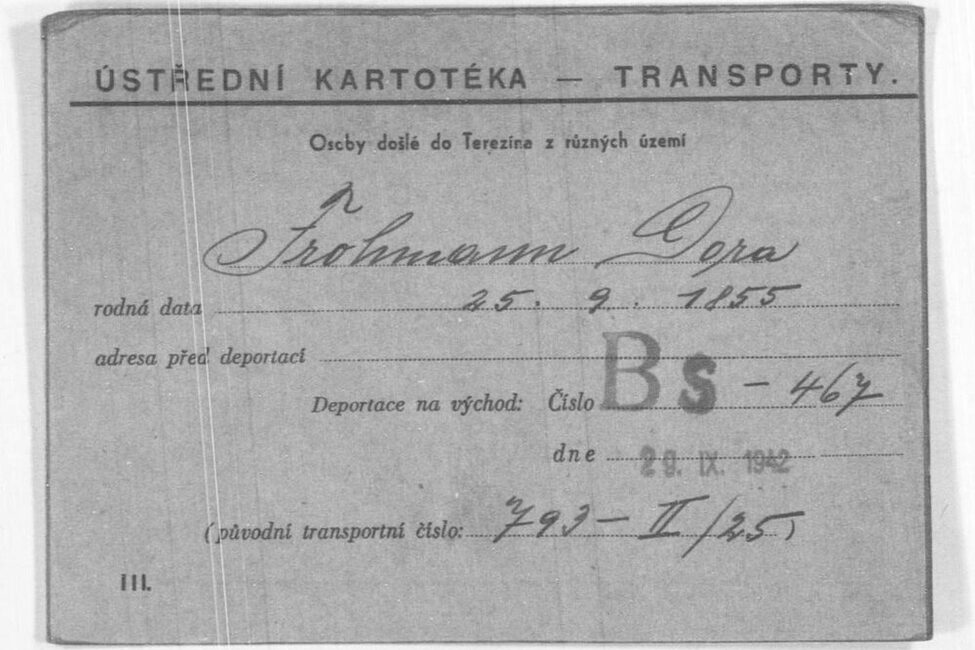 ÚSTŘEDNÍ KARTOTÉKA — TRANSPORTY.
Osoby došlé do Terezína z různých území
Frohmann Dora
rodná data 25. 9. 1855
adresa před deportací
Deportace na východ: Číslo Bs - 467
dne 29. IX. 1942
(původní transportní číslo: 793 - II/25)
III.